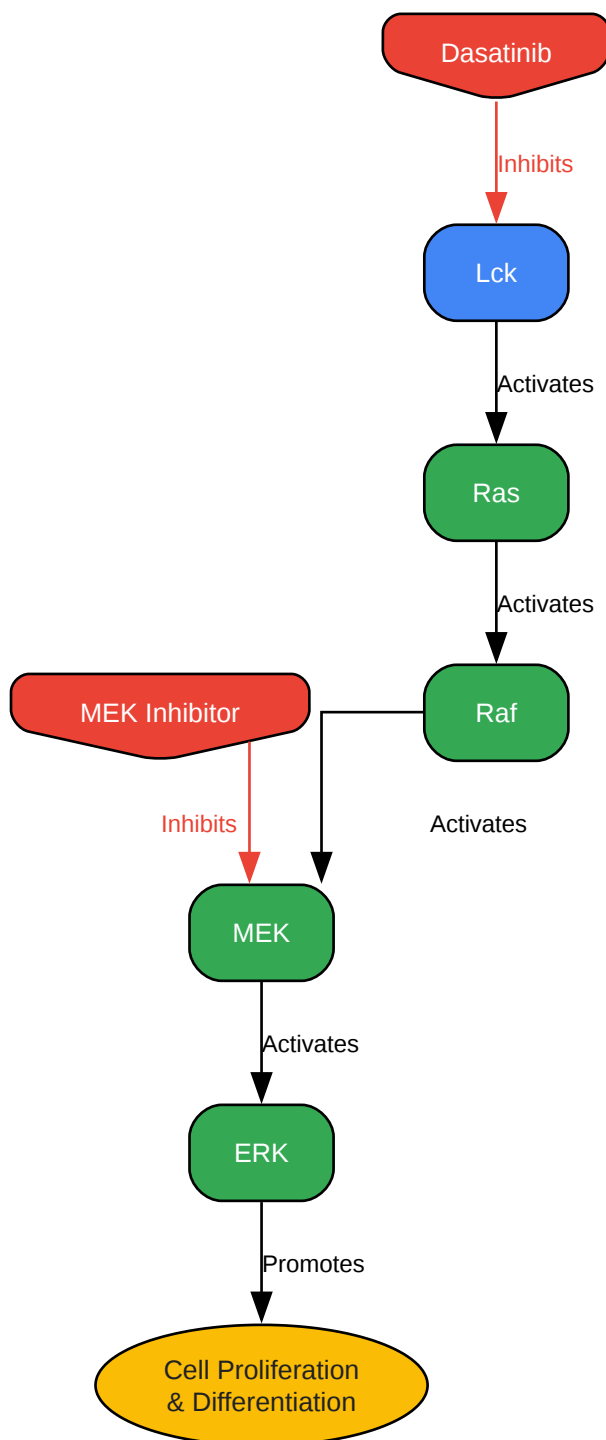 Dasatinib
Inhibits
Lck
Activates
Ras
Activates
MEK Inhibitor
Raf
Inhibits
Activates
MEK
Activates
ERK
Promotes
Cell Proliferation
& Differentiation